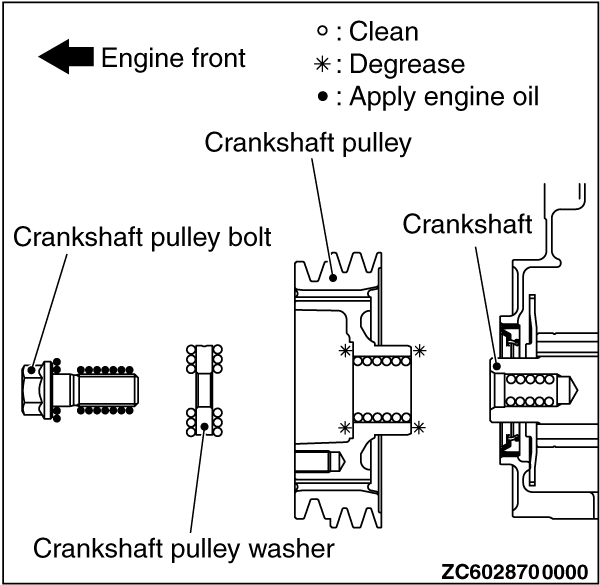 Engine front
: Clean
: Degrease
: Apply engine oil
Crankshaft pulley
Crankshaft
Crankshaft pulley bolt
Crankshaft pulley washer
ZC6028700000